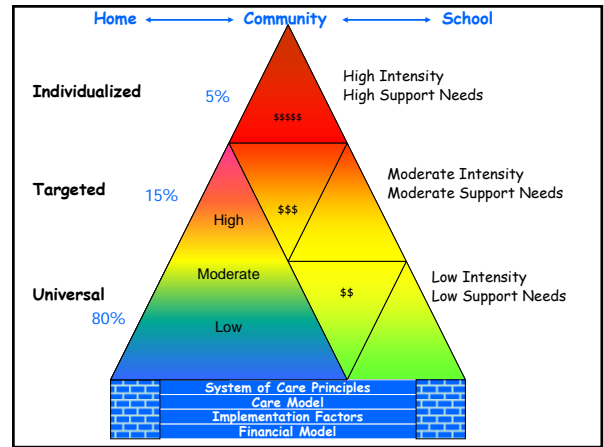 Home Community School
Individualized
5%
$$$$$
High Intensity
High Support Needs
Targeted
15%
$$$
High
Moderate Intensity
Moderate Support Needs
Universal
80%
Moderate
Low
$$
Low Intensity
Low Support Needs
System of Care Principles
Care Model
Implementation Factors
Financial Model